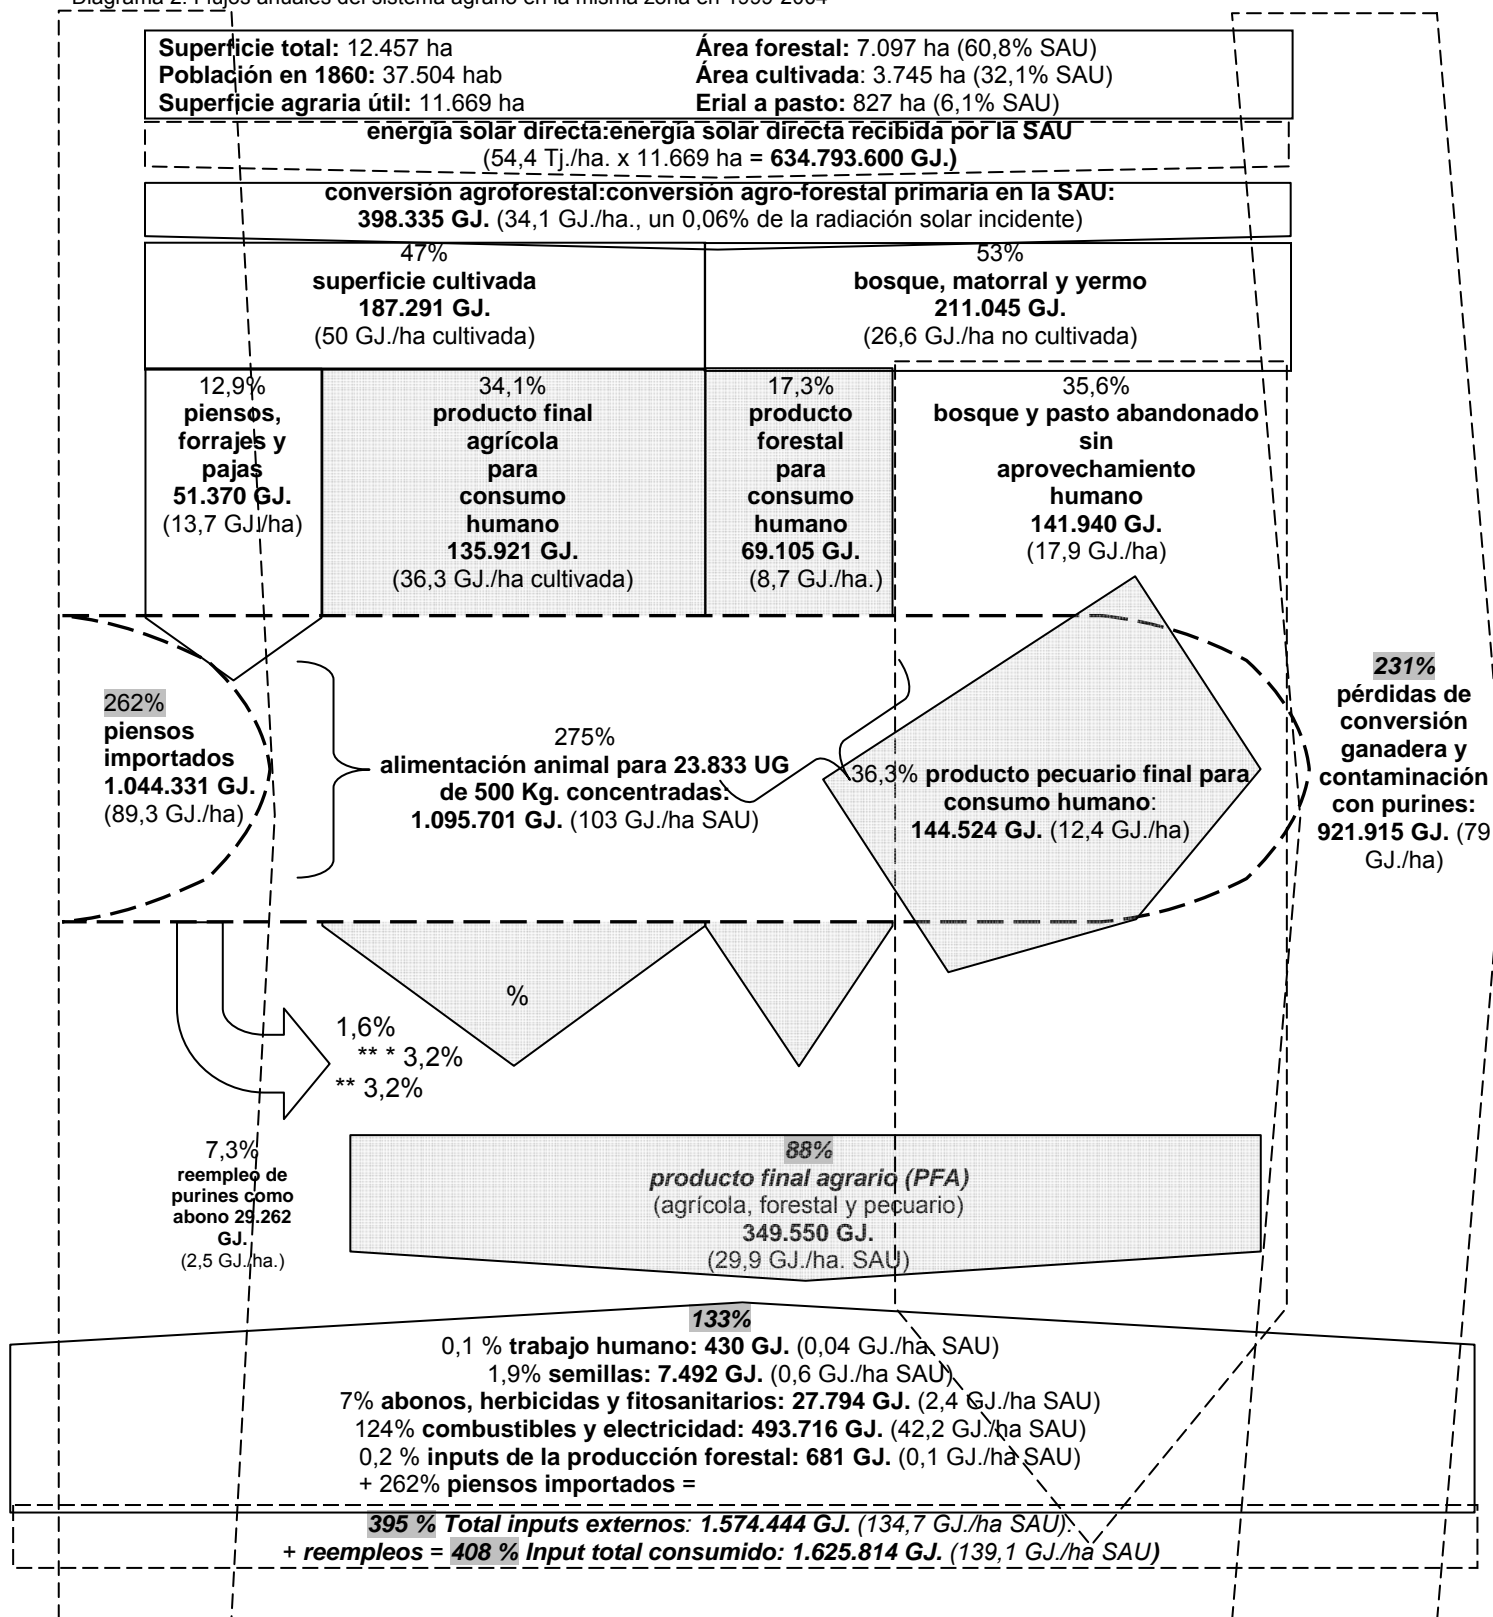 Diagrama 2. Flujos anuales del sistema agrario en la misma zona en 1999-2004
Superficie total: 12.457 ha
Población en 1860: 37.504 hab
Superficie agraria útil: 11.669 ha
Área forestal: 7.097 ha (60,8% SAU)
Área cultivada: 3.745 ha (32,1% SAU)
Erial a pasto: 827 ha (6,1% SAU)
energía solar directa:energía solar directa recibida por la SAU
(54,4 Tj./ha. x 11.669 ha = 634.793.600 GJ.)
conversión agroforestal:conversión agro-forestal primaria en la SAU:
398.335 GJ. (34,1 GJ./ha., un 0,06% de la radiación solar incidente)
47%
superficie cultivada
187.291 GJ.
(50 GJ./ha cultivada)
53%
bosque, matorral y yermo
211.045 GJ.
(26,6 GJ./ha no cultivada)
12,9%
piensos,
forrajes y
pajas
51.370 GJ.
(13,7 GJ./ha)
34,1%
producto final
agrícola
para
consumo
humano
135.921 GJ.
(36,3 GJ./ha cultivada)
17,3%
producto
forestal
para
consumo
humano
69.105 GJ.
(8,7 GJ./ha.)
35,6%
bosque y pasto abandonado
sin
aprovechamiento
humano
141.940 GJ.
(17,9 GJ./ha)
262%
piensos
importados
1.044.331 GJ.
(89,3 GJ./ha)
275%
alimentación animal para 23.833 UG
de 500 Kg. concentradas:
1.095.701 GJ. (103 GJ./ha SAU)
36,3% producto pecuario final para
consumo humano:
144.524 GJ. (12,4 GJ./ha)
231%
pérdidas de
conversión
ganadera y
contaminación
con purines:
921.915 GJ. (79
GJ./ha)
%
1,6%
** * 3,2%
** 3,2%
7,3%
reempleo de
purines como
abono 29.262
GJ.
(2,5 GJ./ha.)
88%
producto final agrario (PFA)
(agrícola, forestal y pecuario)
349.550 GJ.
(29,9 GJ./ha. SAU)
133%
0,1 % trabajo humano: 430 GJ. (0,04 GJ./ha. SAU)
1,9% semillas: 7.492 GJ. (0,6 GJ./ha SAU)
7% abonos, herbicidas y fitosanitarios: 27.794 GJ. (2,4 GJ./ha SAU)
124% combustibles y electricidad: 493.716 GJ. (42,2 GJ./ha SAU)
0,2 % inputs de la producción forestal: 681 GJ. (0,1 GJ./ha SAU)
+ 262% piensos importados =
395 % Total inputs externos: 1.574.444 GJ. (134,7 GJ./ha SAU).
+ reempleos = 408 % Input total consumido: 1.625.814 GJ. (139,1 GJ./ha SAU)